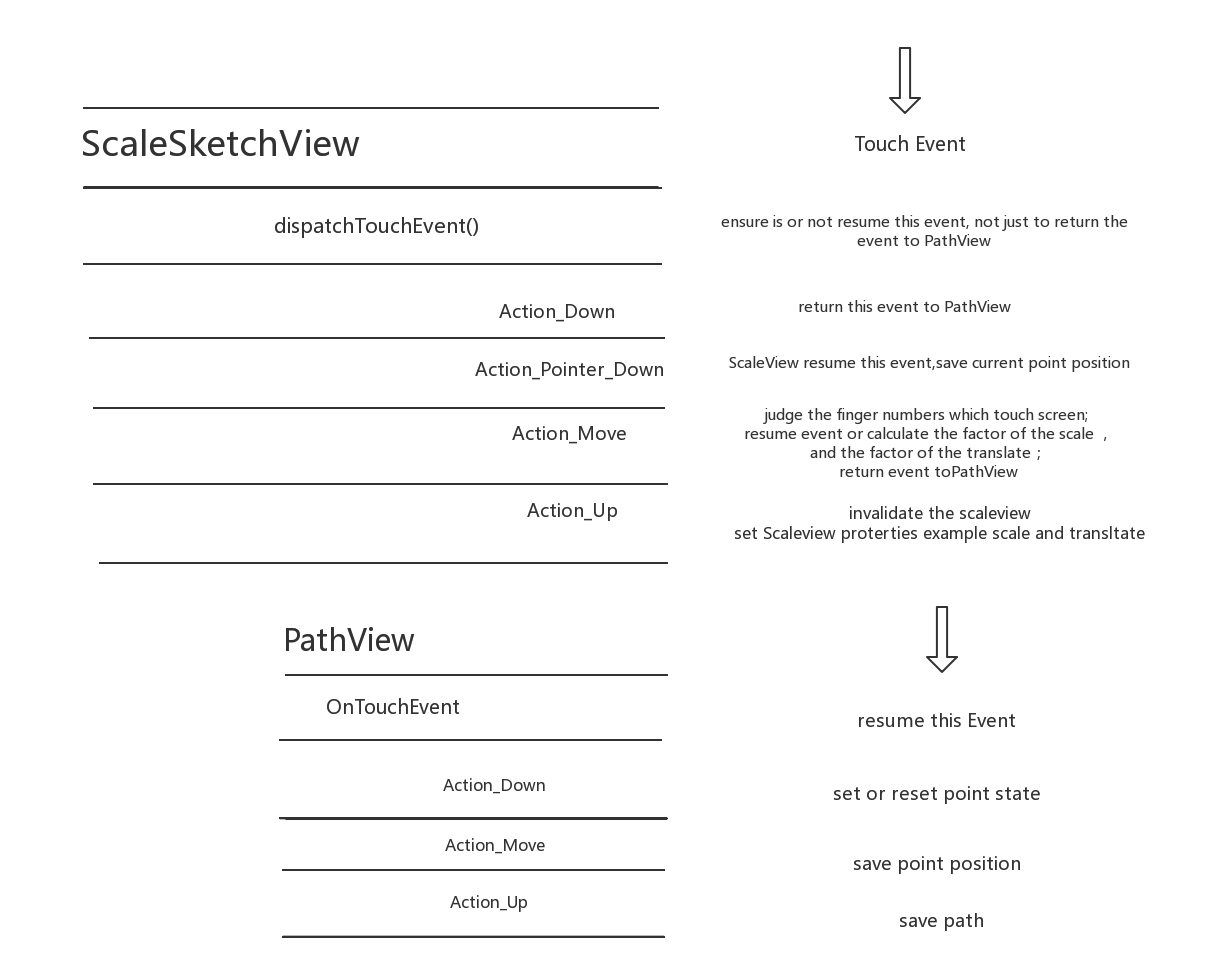 ScaleSketchView
Touch Event
dispatchTouchEvent()
ensure is or not resume this event, not just to return the
event to PathView
Action_Down
return this event to PathView
Action_Pointer_Down
ScaleView resume this event,save current point position
Action_Move
judge the finger numbers which touch screen;
resume event or calculate the factor of the scale ,
and the factor of the translate ;
return event toPathView
Action_Up
invalidate the scaleview
set Scaleview proterties example scale and transltate
PathView
OnTouchEvent
resume this Event
Action_Down
set or reset point state
Action_Move
save point position
Action_Up
save path